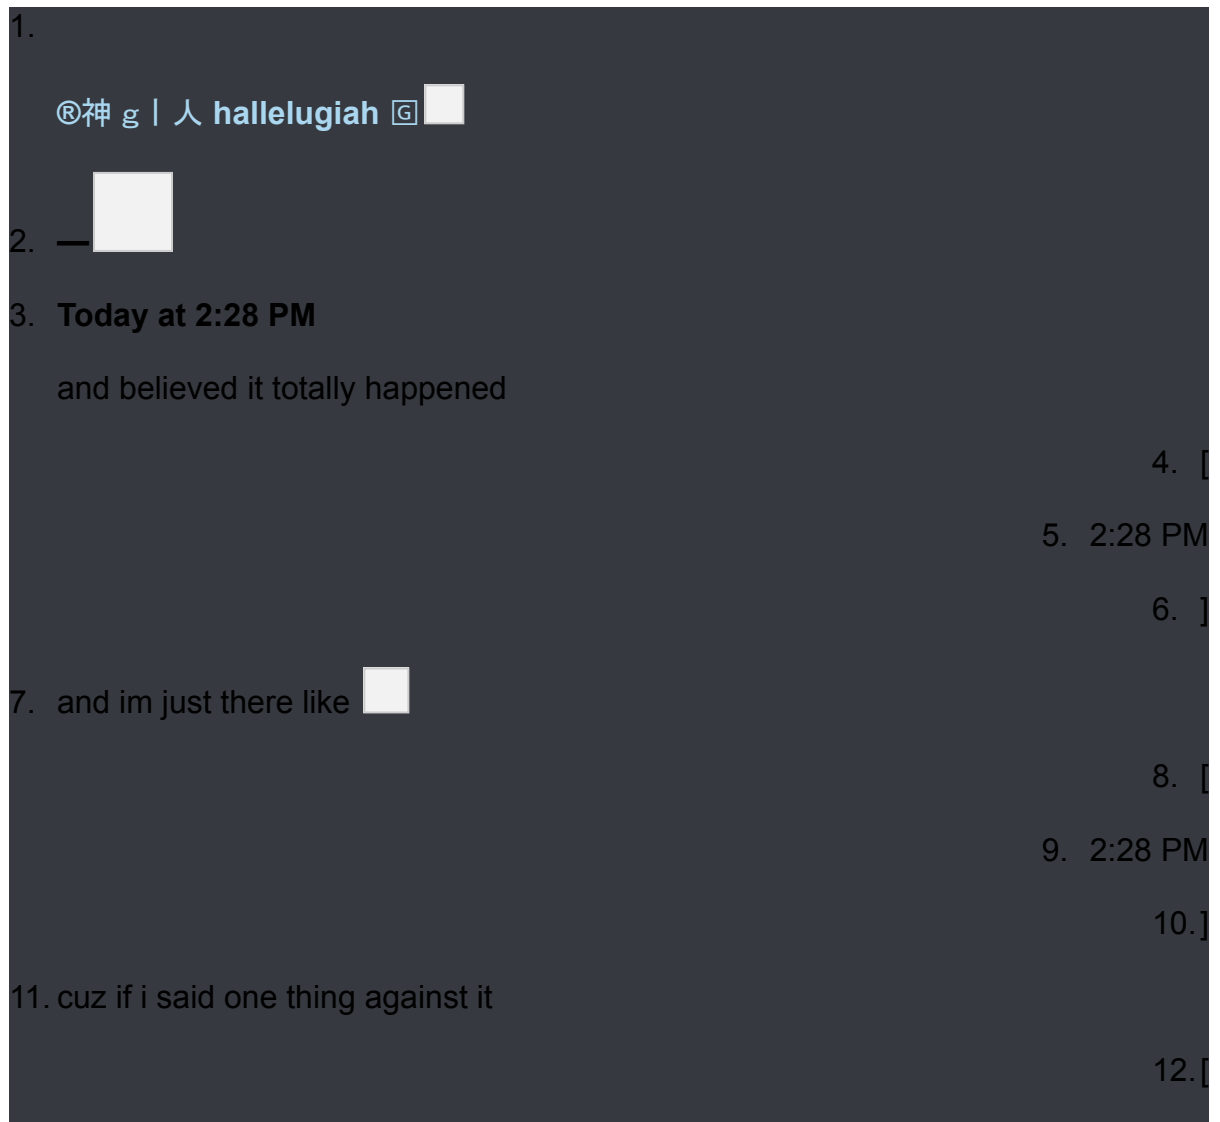 1.
®神 g｜人 hallelugiah 🄶
2. —
3. Today at 2:28 PM
and believed it totally happened
4. [
5. 2:28 PM
6. ]
7. and im just there like
8. [
9. 2:28 PM
10. ]
11. cuz if i said one thing against it
12. [